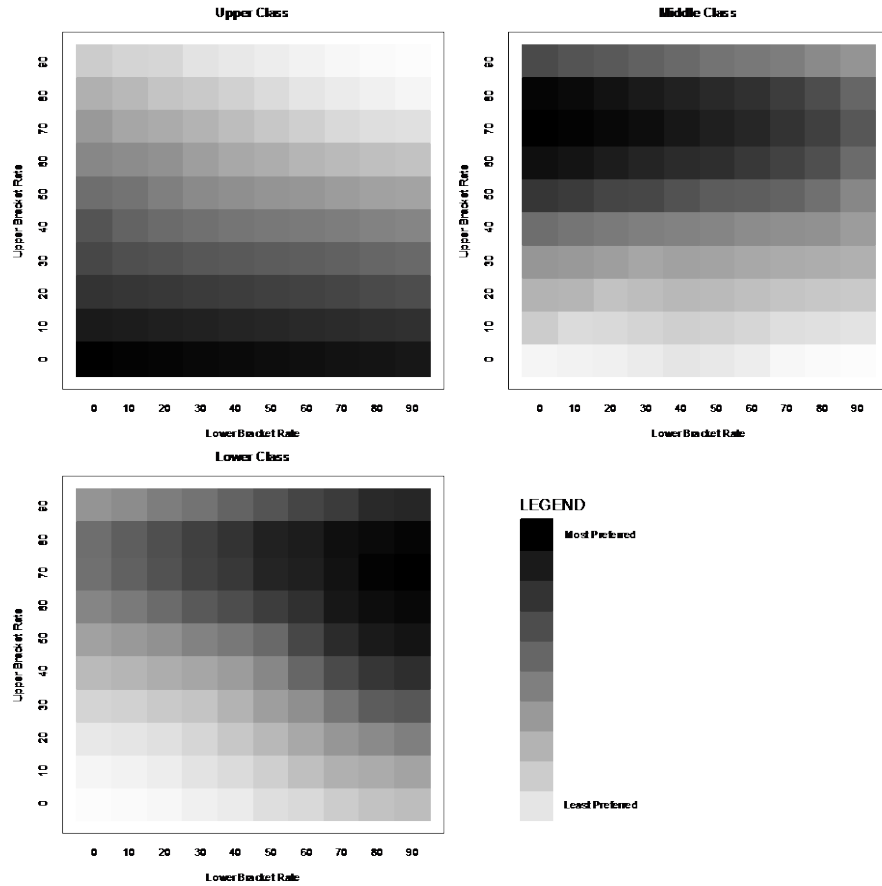 Upper Class
Upper Bracket Rate
90
80
70
60
50
40
30
20
10
0
0 10 20 30 40 50 60 70 80 90
Lower Bracket Rate
Middle Class
Upper Bracket Rate
90
80
70
60
50
40
30
20
10
0
0 10 20 30 40 50 60 70 80 90
Lower Bracket Rate
Lower Class
Upper Bracket Rate
90
80
70
60
50
40
30
20
10
0
0 10 20 30 40 50 60 70 80 90
Lower Bracket Rate
LEGEND
Most Preferred
Least Preferred